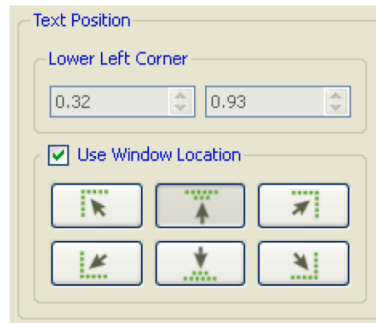 Text Position
Lower Left Corner
0.32 0.93
Use Window Location